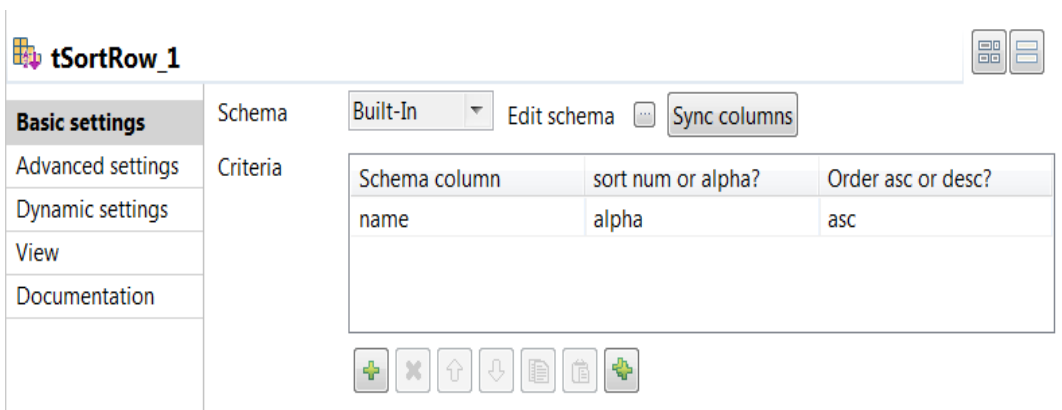 tSortRow_1
Basic settings
Advanced settings
Dynamic settings
View
Documentation
Schema Built-In Edit schema ... Sync columns
Criteria
Schema column sort num or alpha? Order asc or desc?
name alpha asc